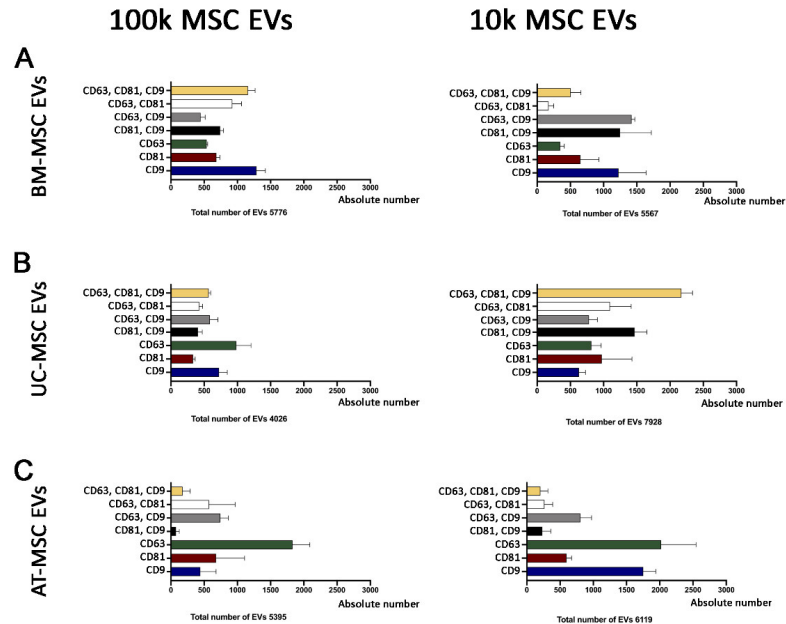 100k MSC EVs
10k MSC EVs
A
BM-MSC EVs
CD63, CD81, CD9
CD63, CD81
CD63, CD9
CD81, CD9
CD63
CD81
CD9
0 500 1000 1500 2000 2500 3000
Absolute number
Total number of EVs 5776
CD63, CD81, CD9
CD63, CD81
CD63, CD9
CD81, CD9
CD63
CD81
CD9
0 500 1000 1500 2000 2500 3000
Absolute number
Total number of EVs 5567
B
UC-MSC EVs
CD63, CD81, CD9
CD63, CD81
CD63, CD9
CD81, CD9
CD63
CD81
CD9
0 500 1000 1500 2000 2500 3000
Absolute number
Total number of EVs 4026
CD63, CD81, CD9
CD63, CD81
CD63, CD9
CD81, CD9
CD63
CD81
CD9
0 500 1000 1500 2000 2500 3000
Absolute number
Total number of EVs 7928
C
AT-MSC EVs
CD63, CD81, CD9
CD63, CD81
CD63, CD9
CD81, CD9
CD63
CD81
CD9
0 500 1000 1500 2000 2500 3000
Absolute number
Total number of EVs 5395
CD63, CD81, CD9
CD63, CD81
CD63, CD9
CD81, CD9
CD63
CD81
CD9
0 500 1000 1500 2000 2500 3000
Absolute number
Total number of EVs 6119